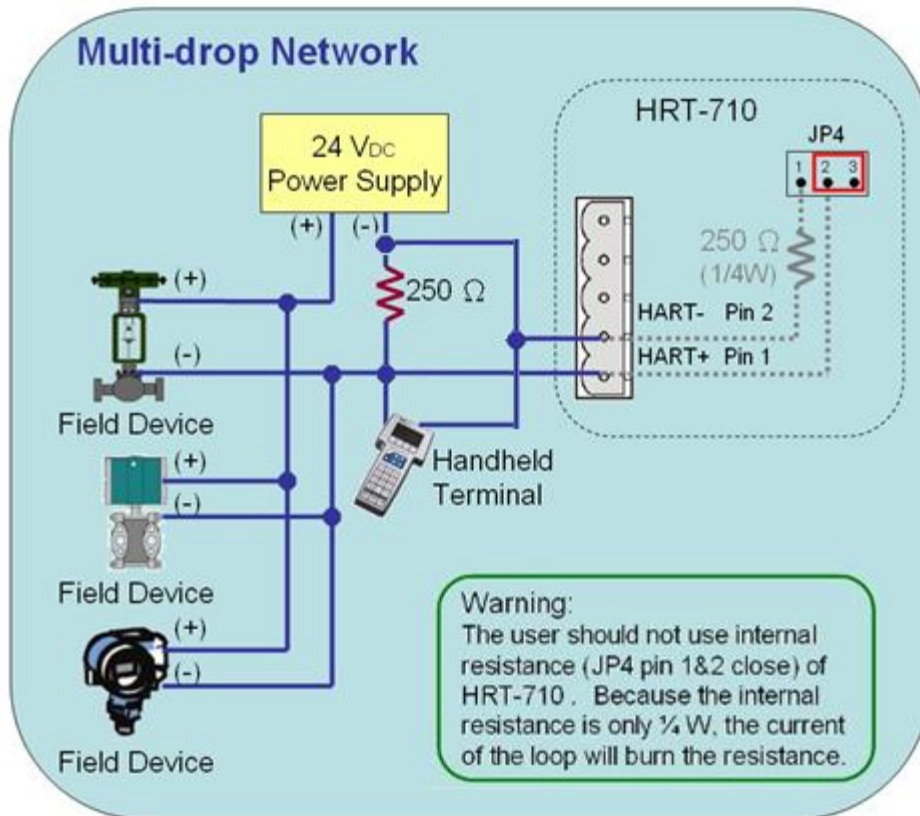 Multi-drop Network
HRT-710
JP4
1 2 3
24 VDC
Power Supply
(+) (-)
250 Ω
(1/4W)
250 Ω
HART- Pin 2
HART+ Pin 1
(+)
(-)
Field Device
Handheld
Terminal
(+)
(-)
Field Device
(+)
(-)
Field Device
Warning:
The user should not use internal
resistance (JP4 pin 1&2 close) of
HRT-710 . Because the internal
resistance is only ¼ W, the current
of the loop will burn the resistance.